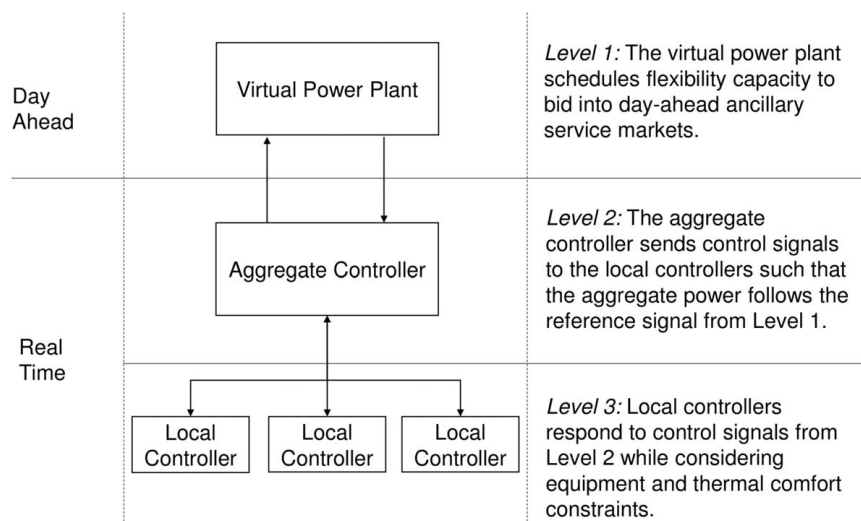 Day
Ahead
Virtual Power Plant
Level 1: The virtual power plant
schedules flexibility capacity to
bid into day-ahead ancillary
service markets.
Real
Time
Aggregate Controller
Level 2: The aggregate
controller sends control signals
to the local controllers such that
the aggregate power follows the
reference signal from Level 1.
Local
Controller
Local
Controller
Local
Controller
Level 3: Local controllers
respond to control signals from
Level 2 while considering
equipment and thermal comfort
constraints.